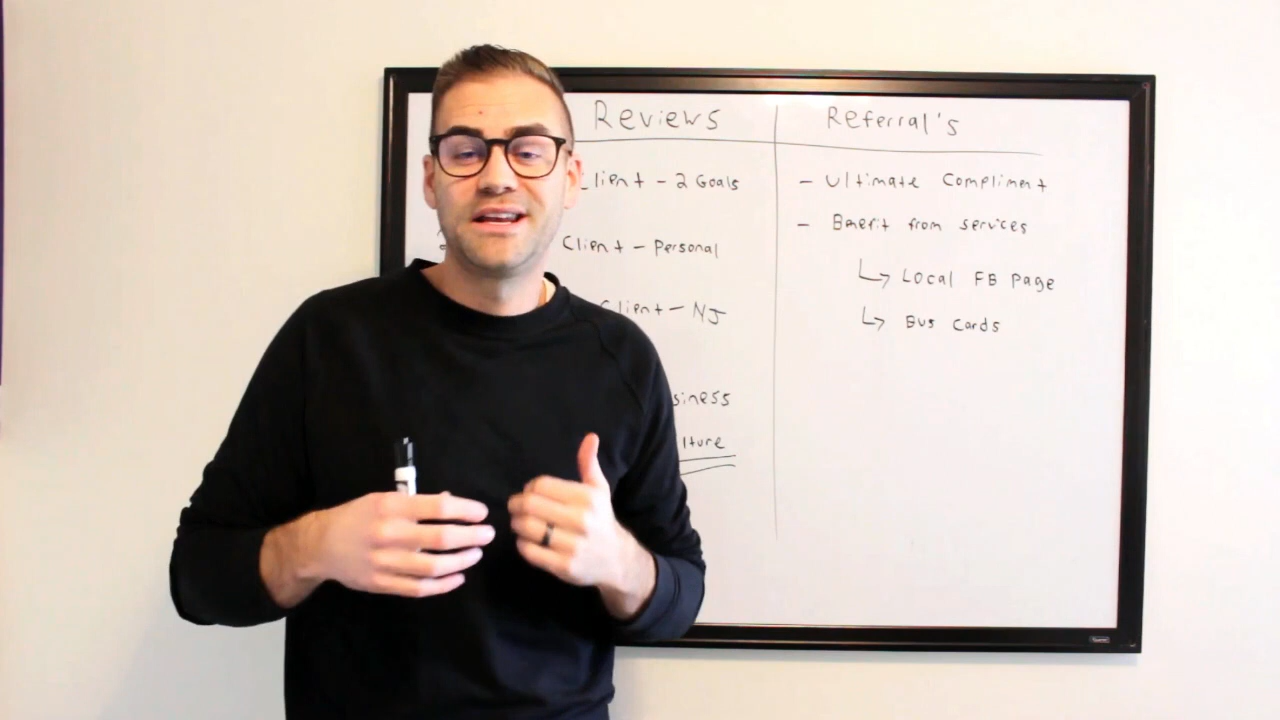 Reviews
lient - 2 Goals
Client - Personal
Client - NJ
siness
lture
Referral's
- Ultimate Compliment
- Benefit from services
↳ Local FB Page
↳ Bus Cards